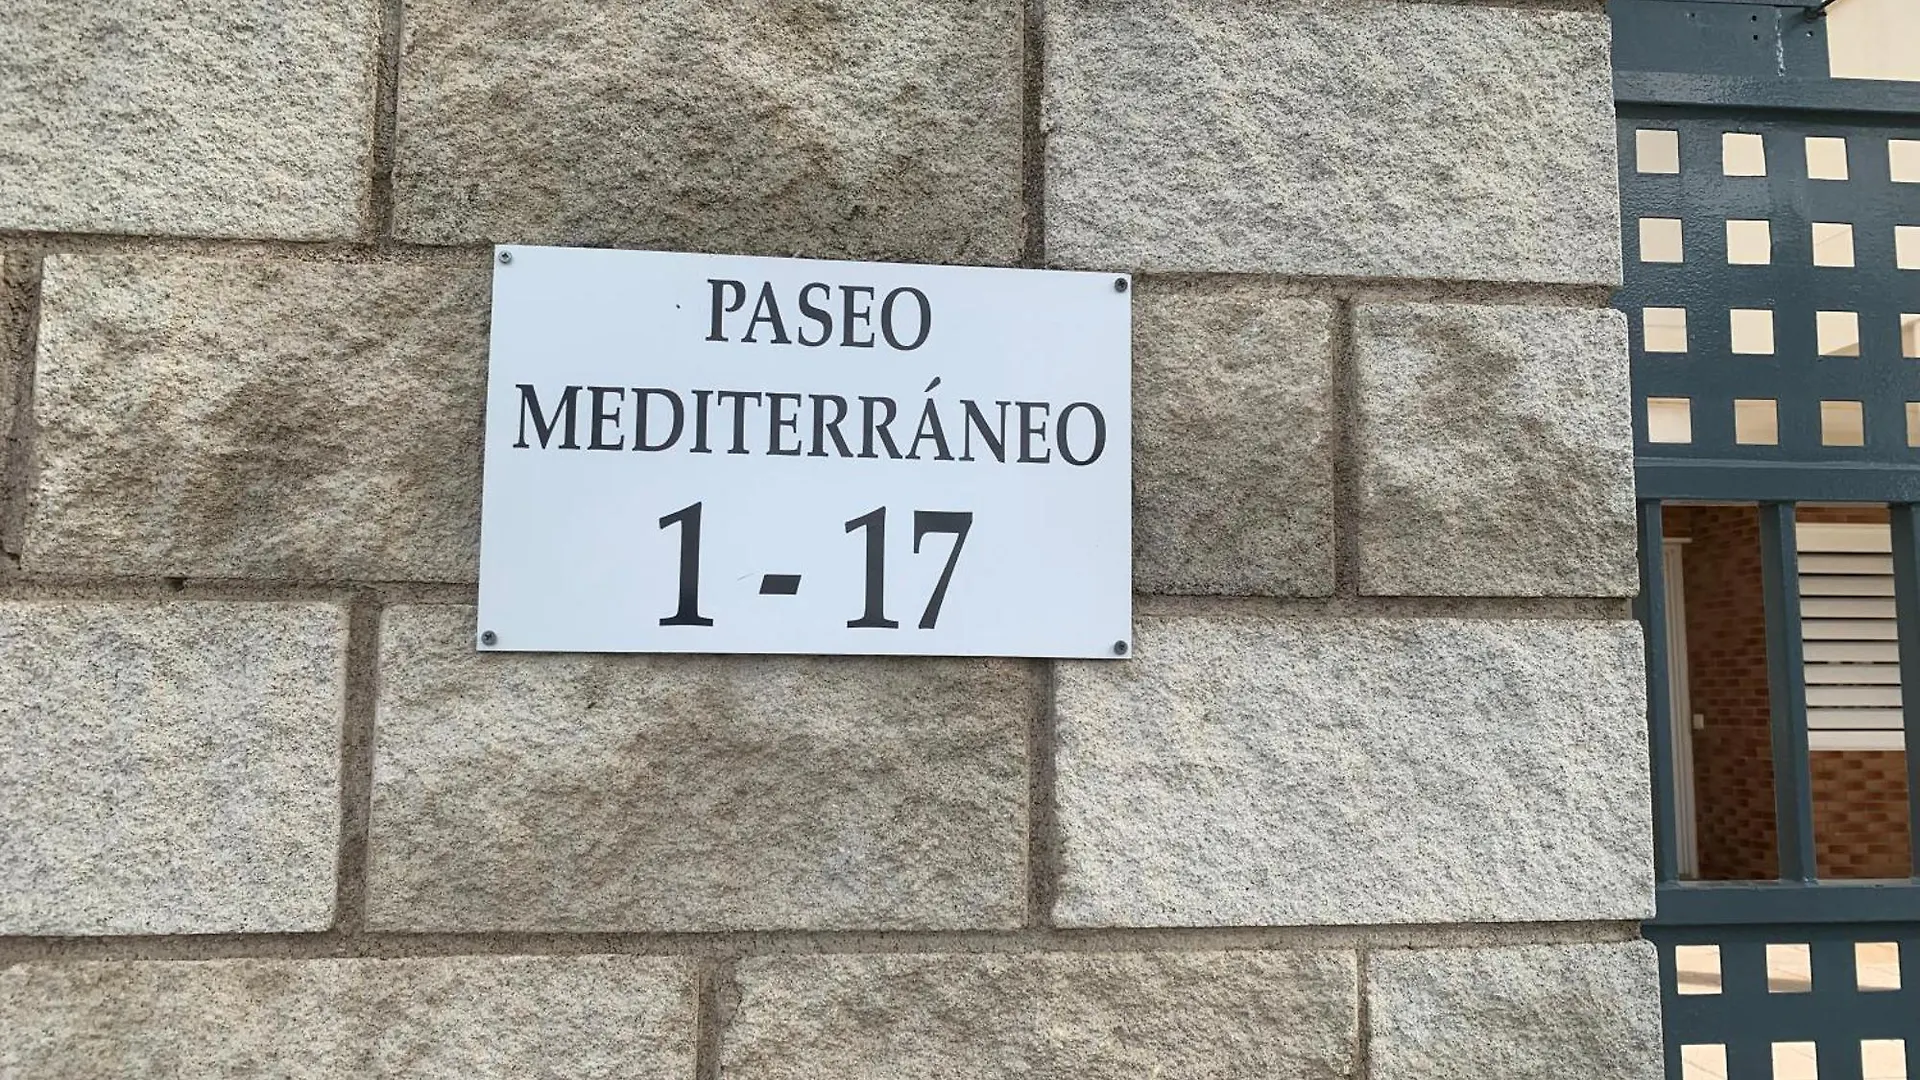 PASEO
MEDITERRÁNEO
1 - 17